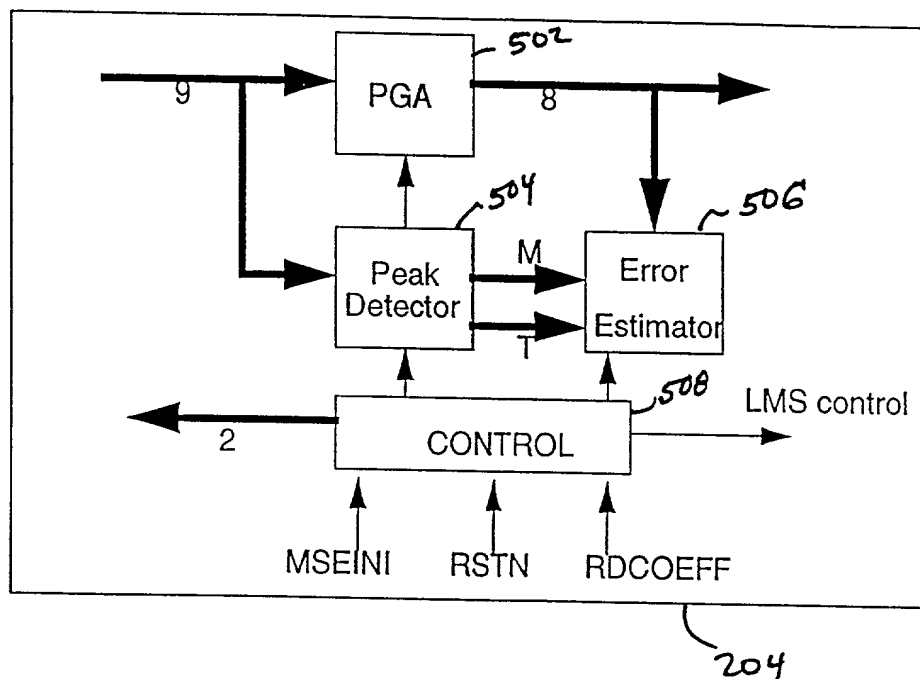 502
PGA
9
8
504
506
M
Peak
Detector
Error
Estimator
T
508
LMS control
2
CONTROL
MSEINI
RSTN
RDCOEFF
204